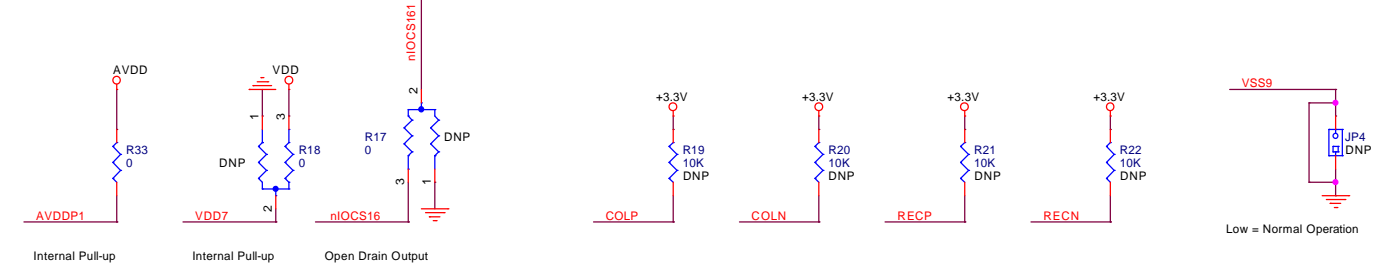 nIOCS161
AVDD
VDD
2
+3.3V
+3.3V
+3.3V
+3.3V
VSS9
1
3
R33
0
DNP
R18
0
R17
0
DNP
R19
10K
DNP
R20
10K
DNP
R21
10K
DNP
R22
10K
DNP
JP4
DNP
3
1
2
AVDDP1
VDD7
nIOCS16
COLP
COLN
RECP
RECN
Low = Normal Operation
Internal Pull-up
Internal Pull-up
Open Drain Output